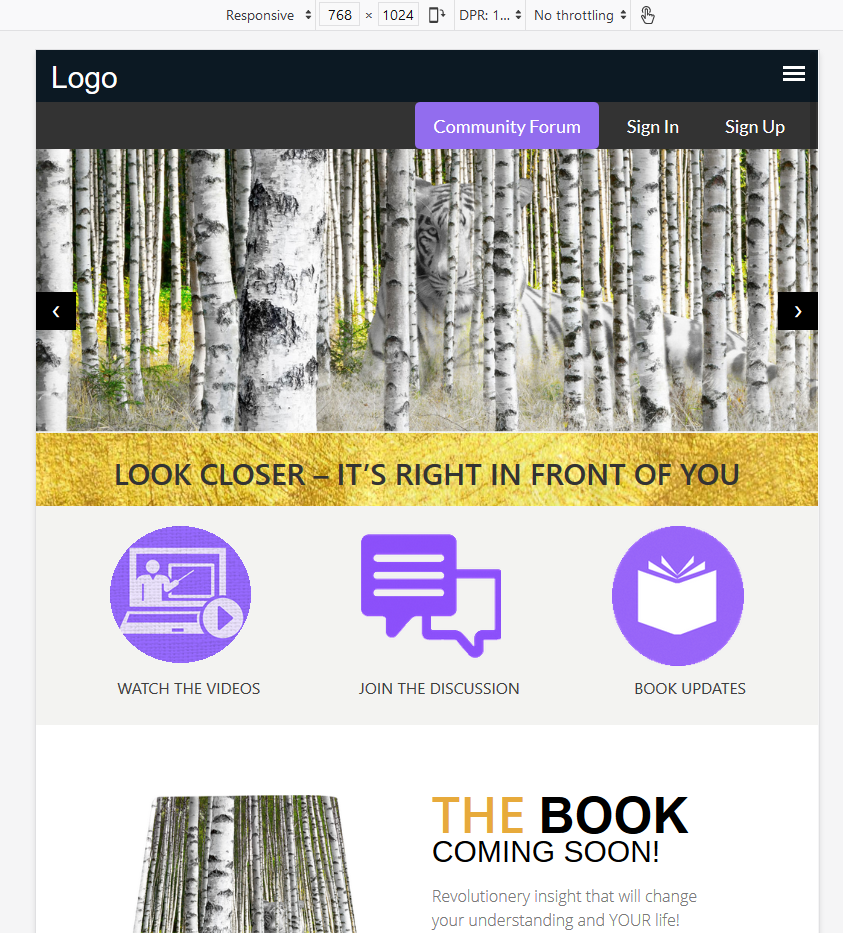 Responsive 768 × 1024 DPR: 1... No throttling
Logo
Community Forum Sign In Sign Up
‹ ›
LOOK CLOSER – IT'S RIGHT IN FRONT OF YOU
WATCH THE VIDEOS JOIN THE DISCUSSION BOOK UPDATES
THE BOOK
COMING SOON!
Revolutionery insight that will change
your understanding and YOUR life!